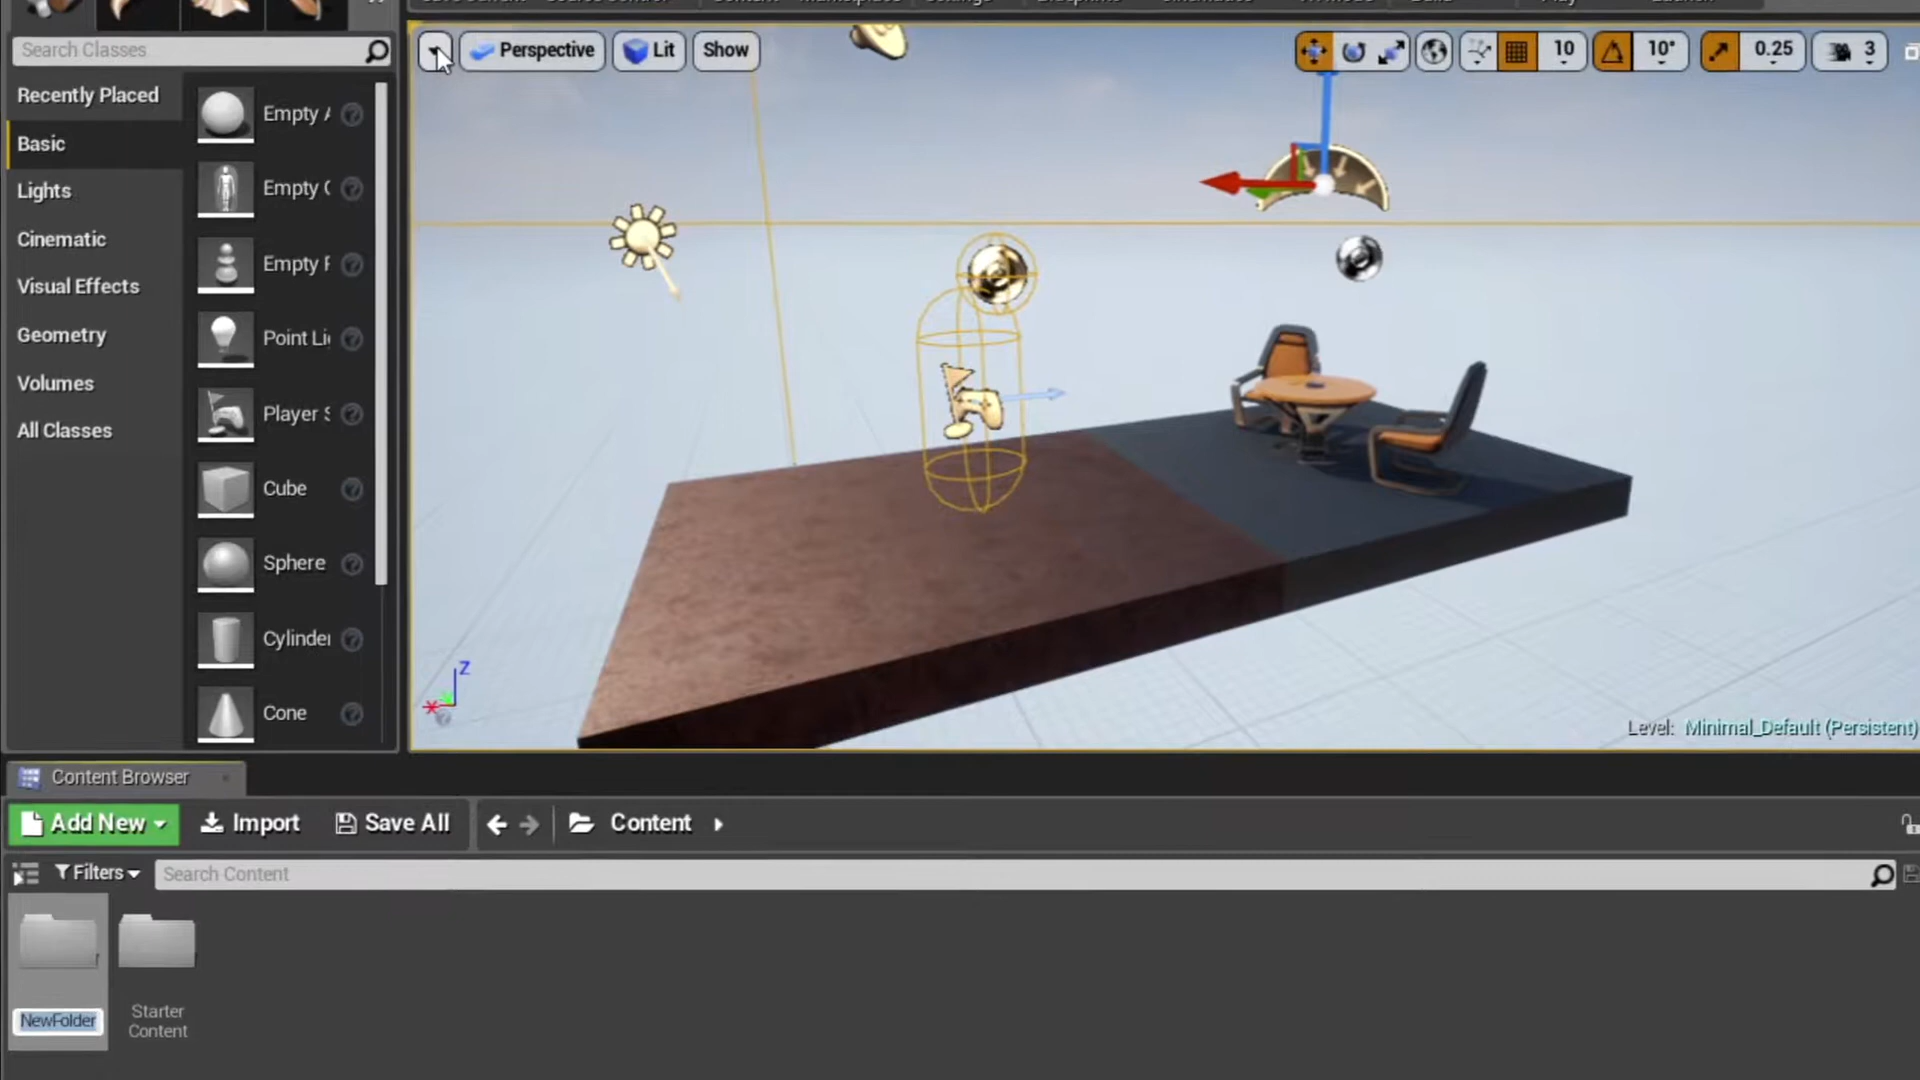 Search Classes
Perspective
Lit
Show
10
10°
0.25
3
Recently Placed
Basic
Lights
Cinematic
Visual Effects
Geometry
Volumes
All Classes
Empty A
Empty C
Empty P
Point Lig
Player S
Cube
Sphere
Cylinder
Cone
Z
Level: Minimal_Default (Persistent)
Content Browser
Add New
Import
Save All
Content
Filters
Search Content
NewFolder
Starter
Content